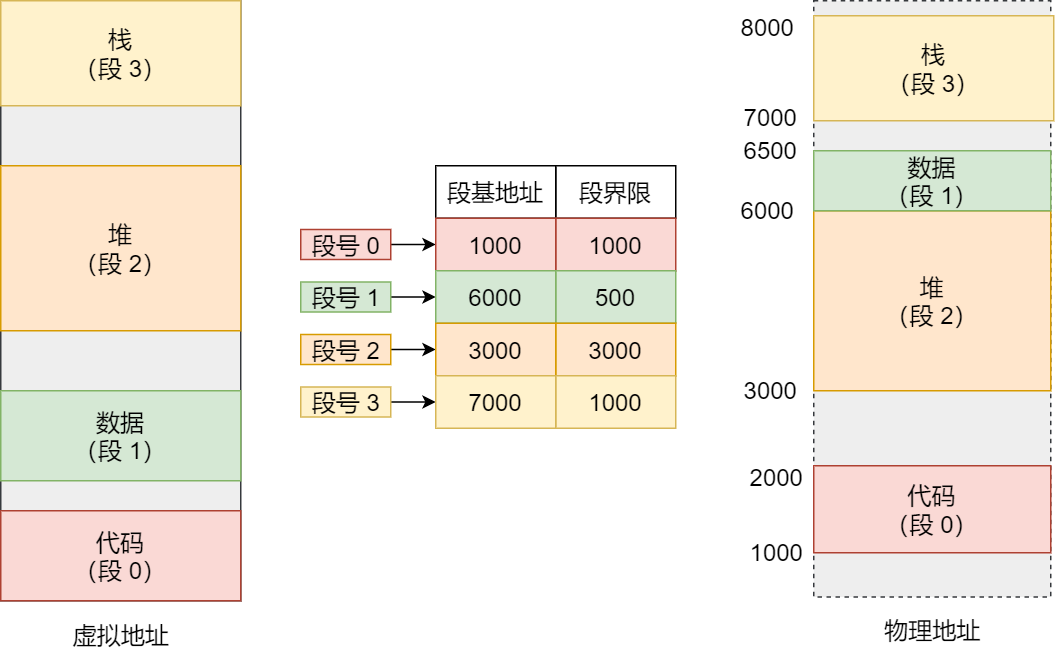 栈
(段 3)
堆
(段 2)
数据
(段 1)
代码
(段 0)
虚拟地址
段基地址 段界限
段号 0 1000 1000
段号 1 6000 500
段号 2 3000 3000
段号 3 7000 1000
8000
栈
(段 3)
7000
6500
数据
(段 1)
6000
堆
(段 2)
3000
2000
代码
(段 0)
1000
物理地址